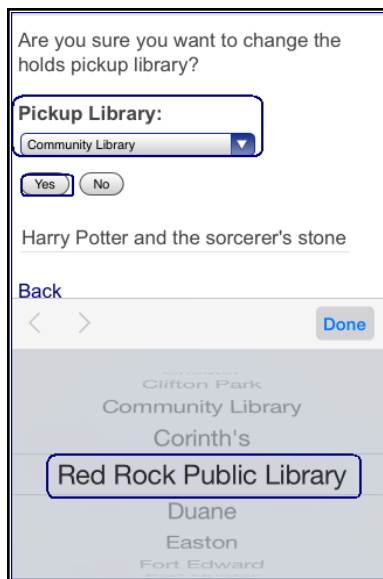 Are you sure you want to change the
holds pickup library?
Pickup Library:
Community Library
Yes No
Harry Potter and the sorcerer's stone
Back
Done
Clifton Park
Community Library
Corinth's
Red Rock Public Library
Duane
Easton
Fort Edward